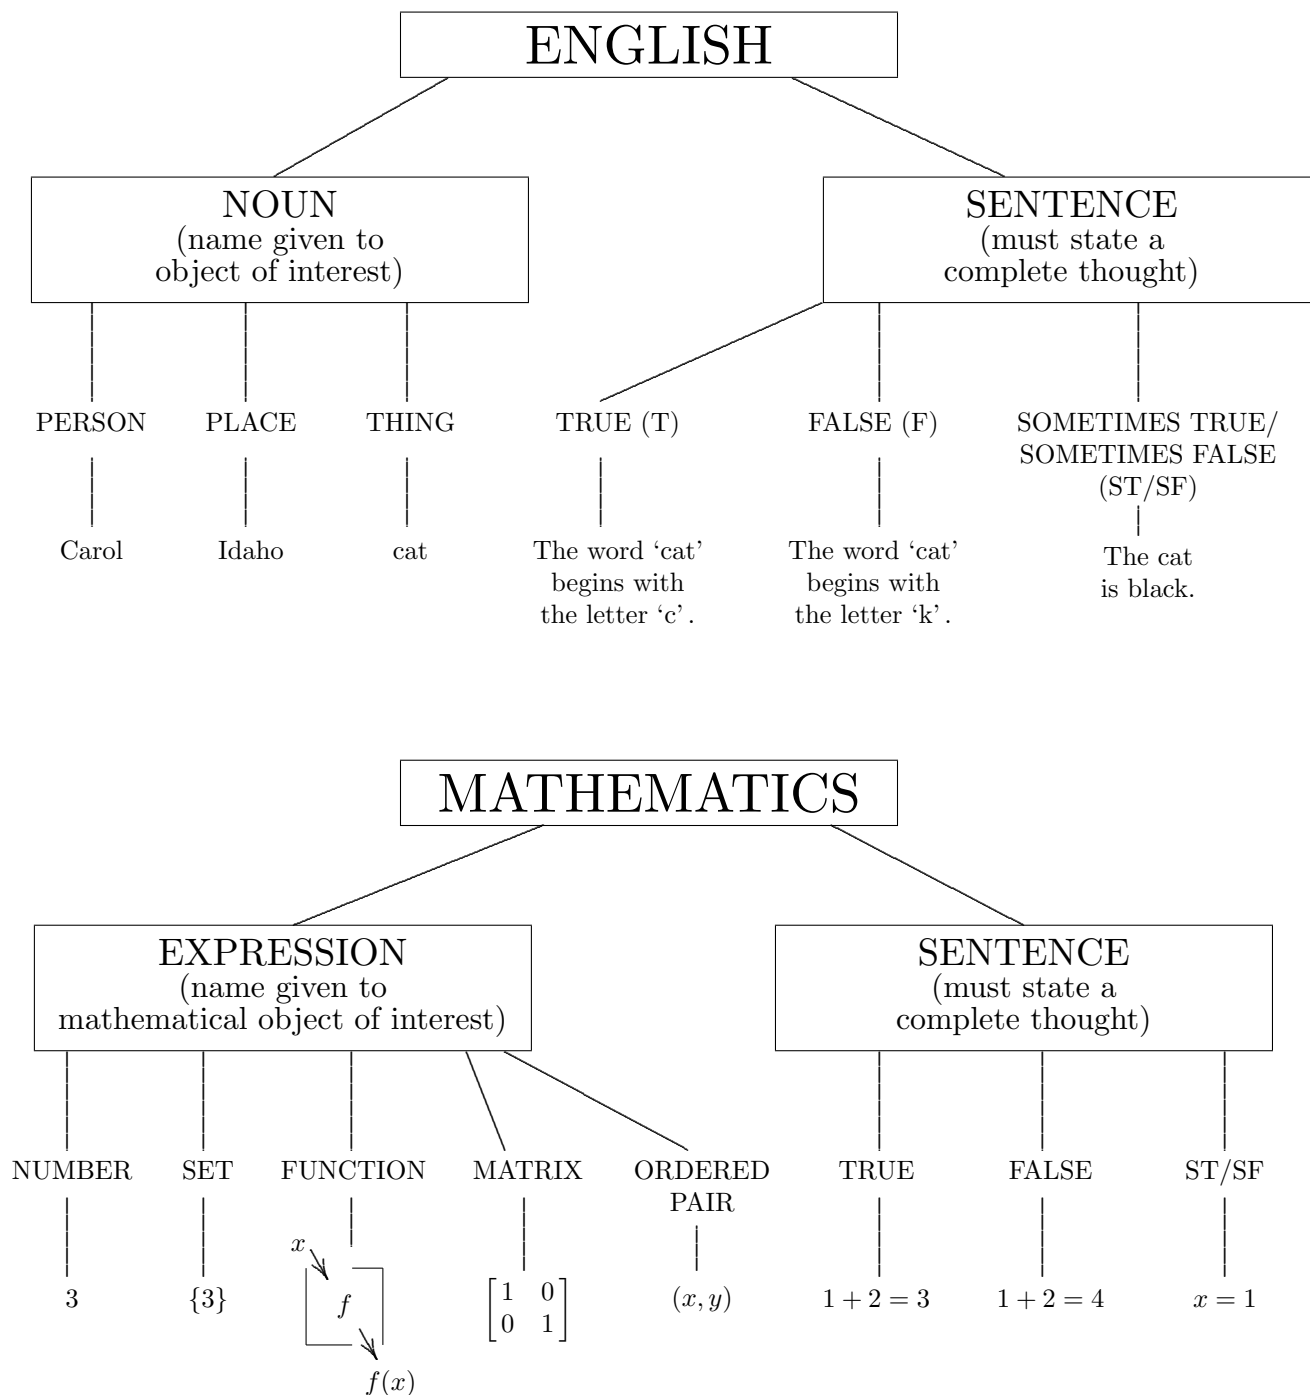 ENGLISH
NOUN
(name given to
object of interest)
SENTENCE
(must state a
complete thought)
PERSON
PLACE
THING
TRUE (T)
FALSE (F)
SOMETIMES TRUE/
SOMETIMES FALSE
(ST/SF)
Carol
Idaho
cat
The word ‘cat’
begins with
the letter ‘c’.
The word ‘cat’
begins with
the letter ‘k’.
The cat
is black.
MATHEMATICS
EXPRESSION
(name given to
mathematical object of interest)
SENTENCE
(must state a
complete thought)
NUMBER
SET
FUNCTION
MATRIX
ORDERED
PAIR
TRUE
FALSE
ST/SF
3
{3}
x
f
f(x)
1 0
0 1
(x, y)
1 + 2 = 3
1 + 2 = 4
x = 1